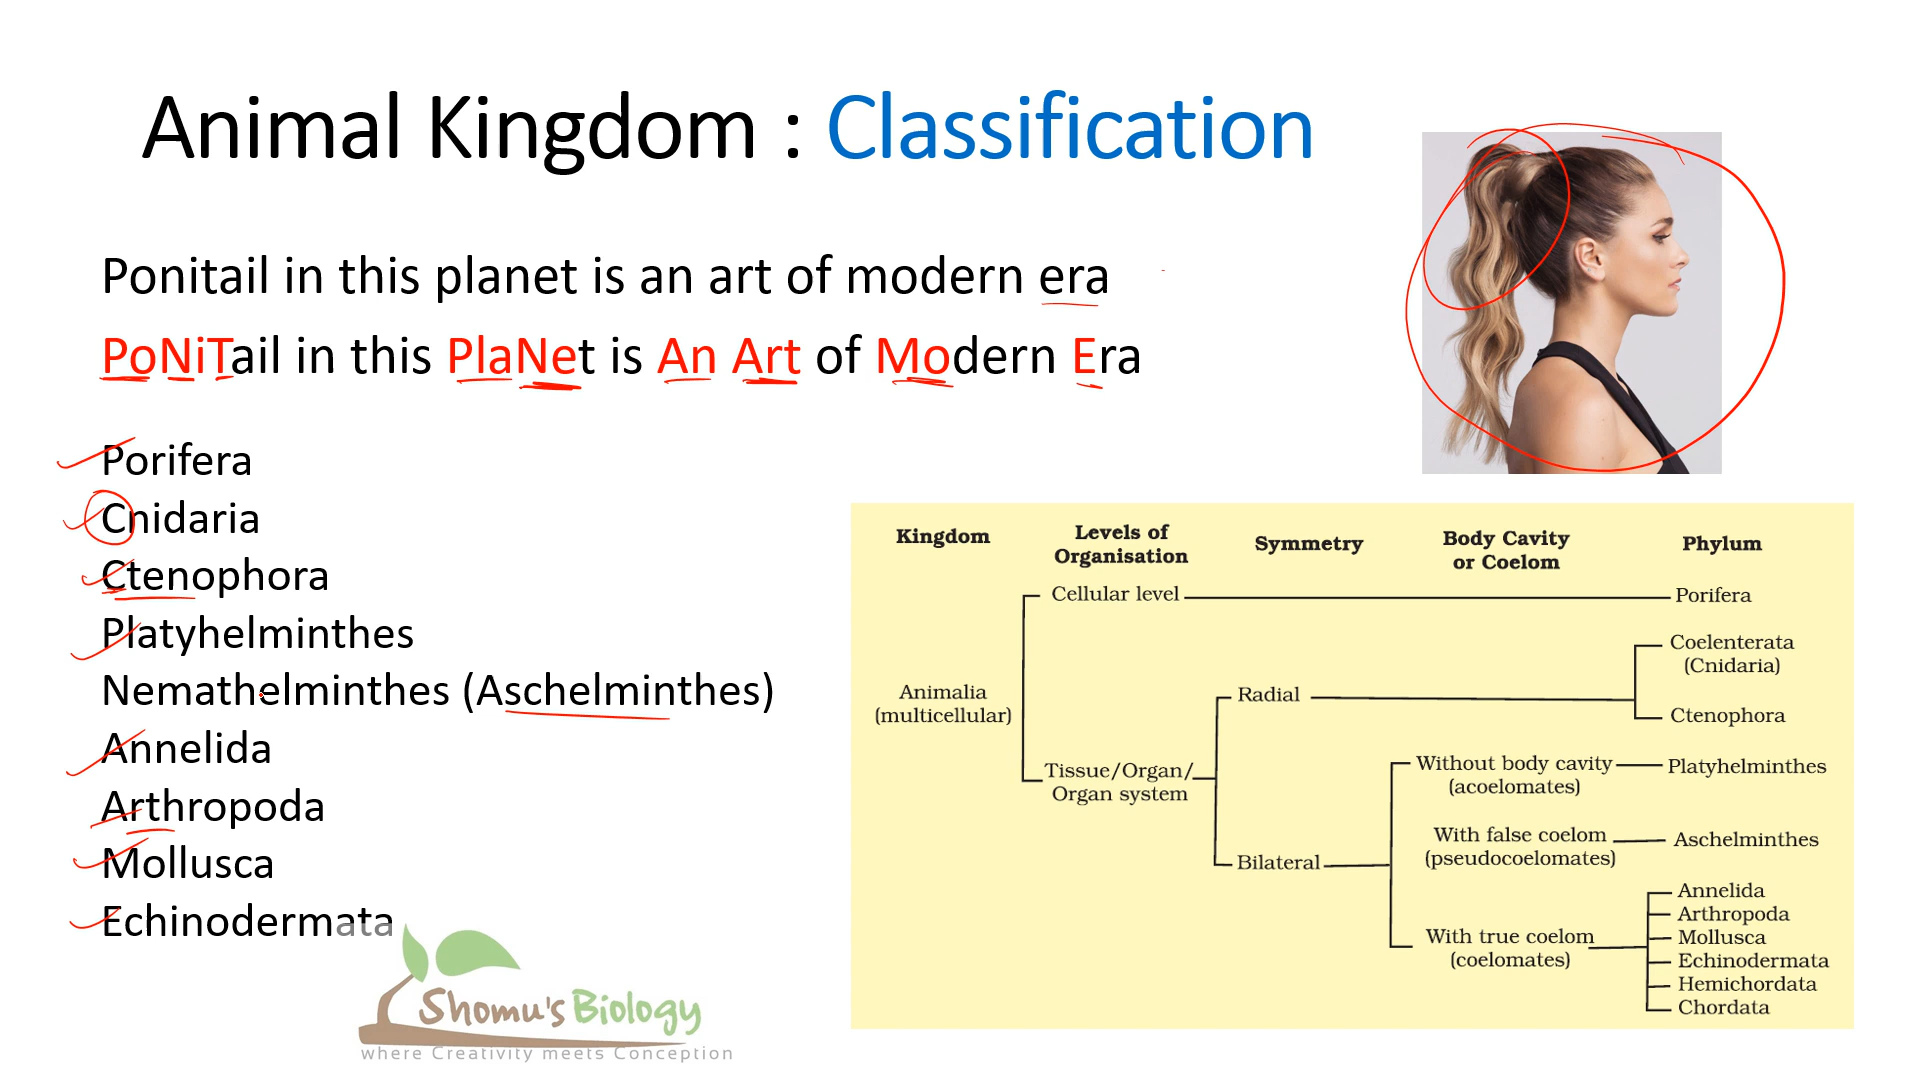 Animal Kingdom : Classification
Ponitail in this planet is an art of modern era
PoNiTail in this PlaNet is An Art of Modern Era
Porifera
Cnidaria
Ctenophora
Platyhelminthes
Nemathelminthes (Aschelminthes)
Annelida
Arthropoda
Mollusca
Echinodermata
Shomu's Biology
where Creativity meets Conception
Kingdom
Levels of
Organisation
Symmetry
Body Cavity
or Coelom
Phylum
Cellular level
Porifera
Coelenterata
(Cnidaria)
Animalia
(multicellular)
Radial
Ctenophora
Tissue/Organ/
Organ system
Without body cavity
(acoelomates)
Platyhelminthes
Bilateral
With false coelom
(pseudocoelomates)
Aschelminthes
With true coelom
(coelomates)
Annelida
Arthropoda
Mollusca
Echinodermata
Hemichordata
Chordata